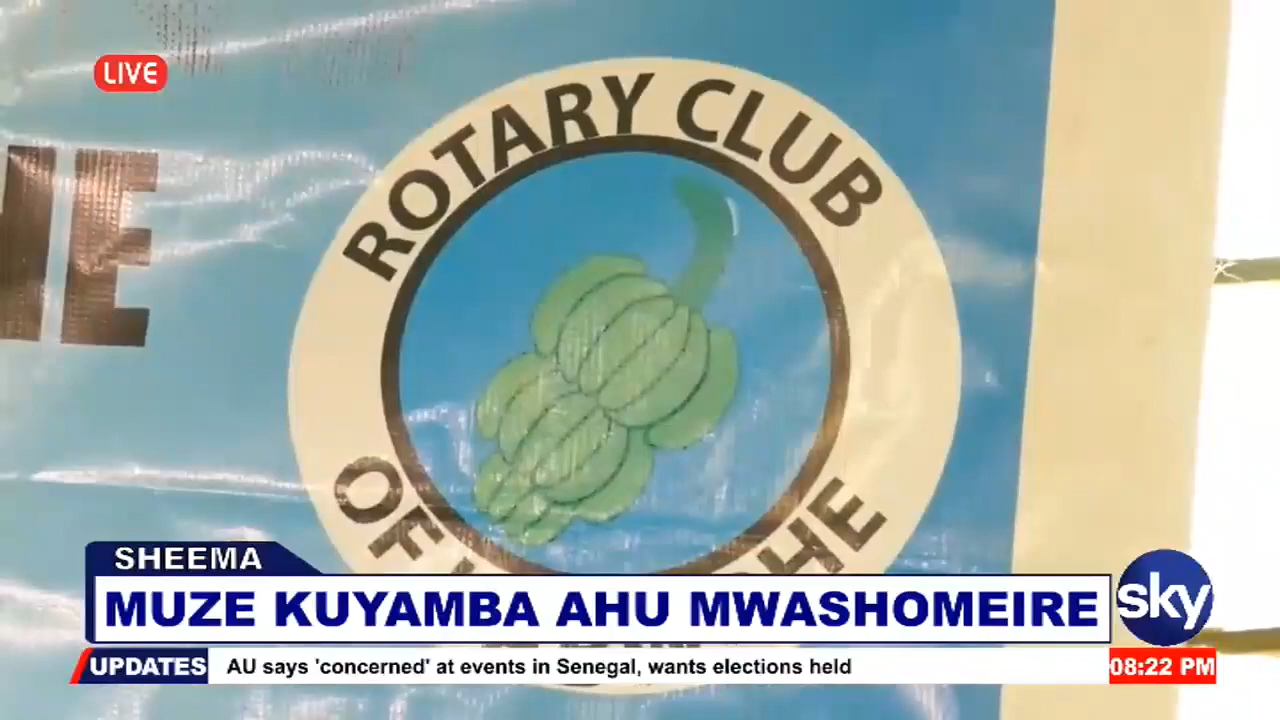 LIVE
ROTARY CLUB
OF
SHEEMA
MUZE KUYAMBA AHU MWASHOMEIRE
sky
UPDATES
AU says 'concerned' at events in Senegal, wants elections held
08:22 PM